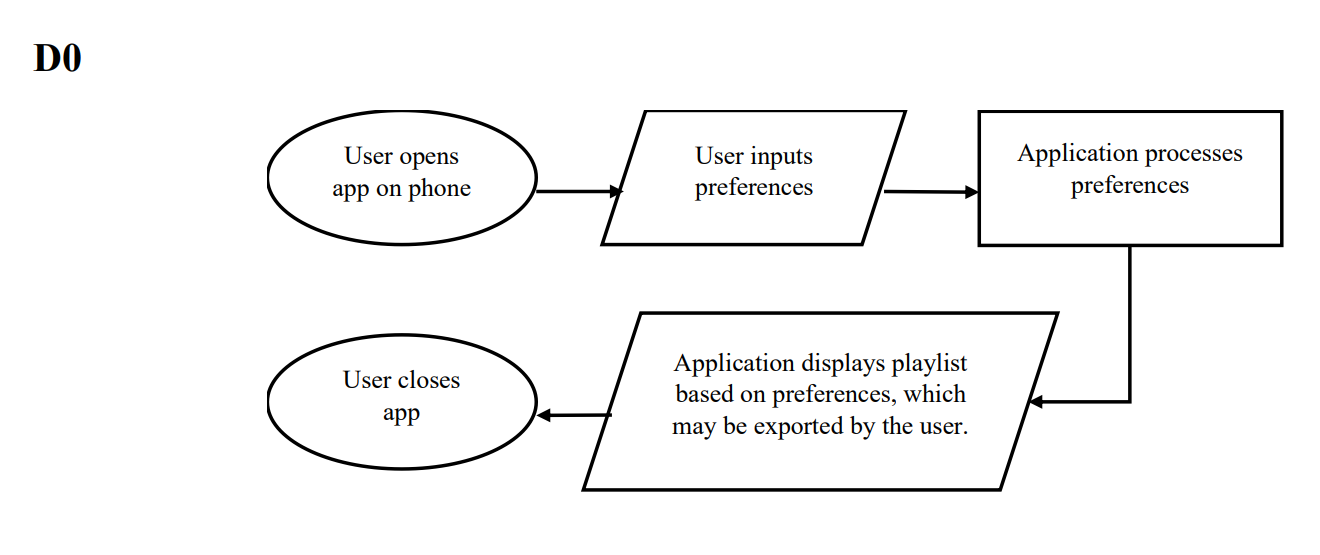 D0
User opens
app on phone
User inputs
preferences
Application processes
preferences
Application displays playlist
based on preferences, which
may be exported by the user.
User closes
app